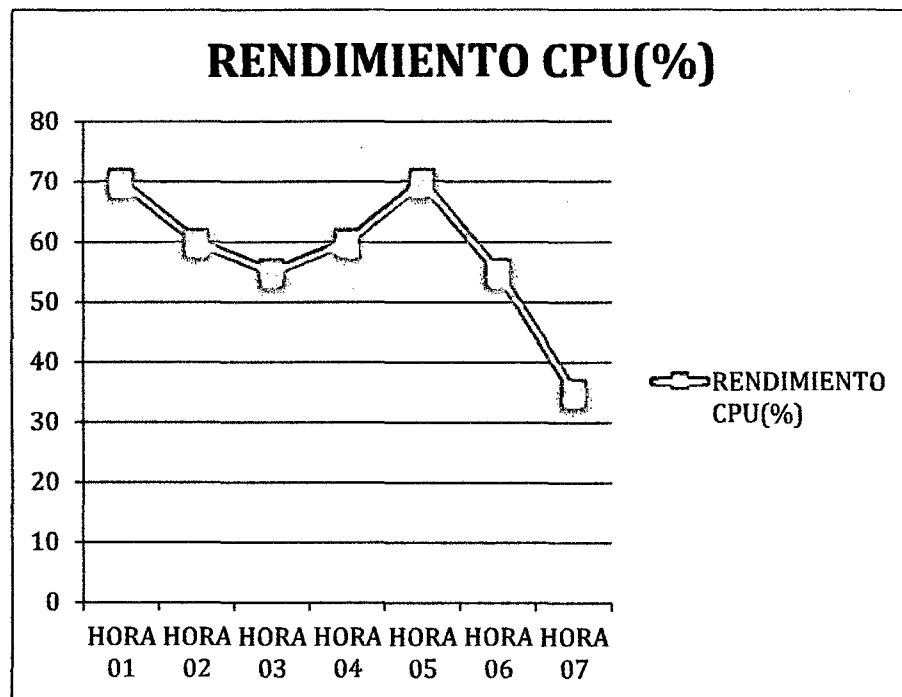 RENDIMIENTO CPU(%)
80
70
60
50
40
30
20
10
0
HORA HORA HORA HORA HORA HORA HORA
01 02 03 04 05 06 07
RENDIMIENTO
CPU(%)